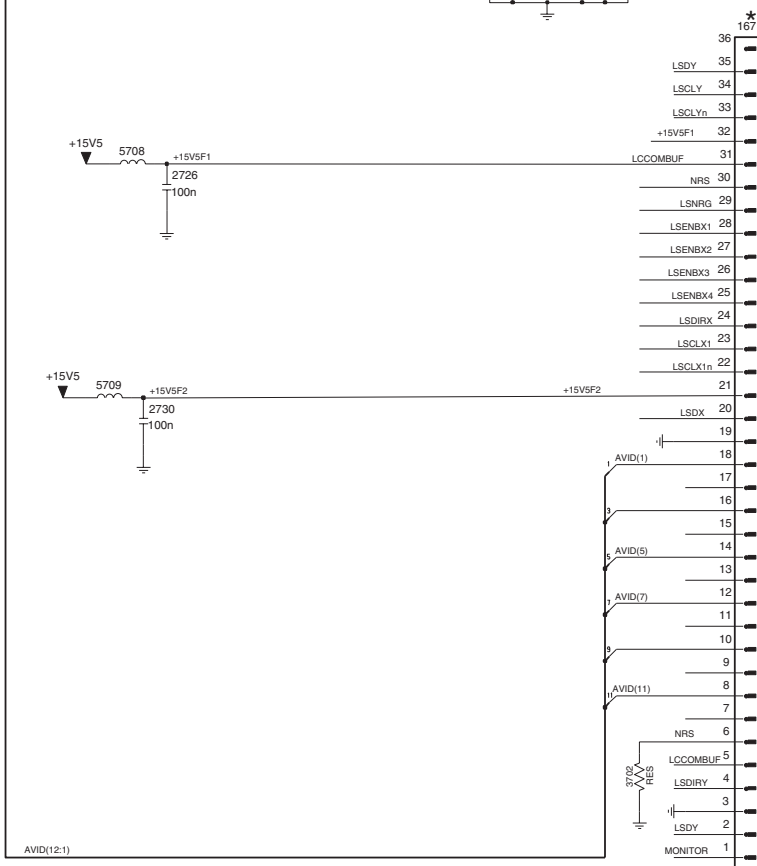 167
36
LSDY 35
LSCLY 34
LSCLYn 33
+15V5F1 32
+15V5 5708 +15V5F1 LCCOMBUF 31
2726
100n
NRS 30
LSNRG 29
LSENBX1 28
LSENBX2 27
LSENBX3 26
LSENBX4 25
LSDIRX 24
LSCLX1 23
LSCLX1n 22
+15V5 5709 +15V5F2 +15V5F2 21
2730
100n
LSDX 20
19
1 AVID(1) 18
17
3 16
15
5 AVID(5) 14
13
7 AVID(7) 12
11
9 10
9
11 AVID(11) 8
7
NRS 6
3702
RES
LCCOMBUF 5
LSDIRY 4
3
LSDY 2
AVID(12:1) MONITOR 1